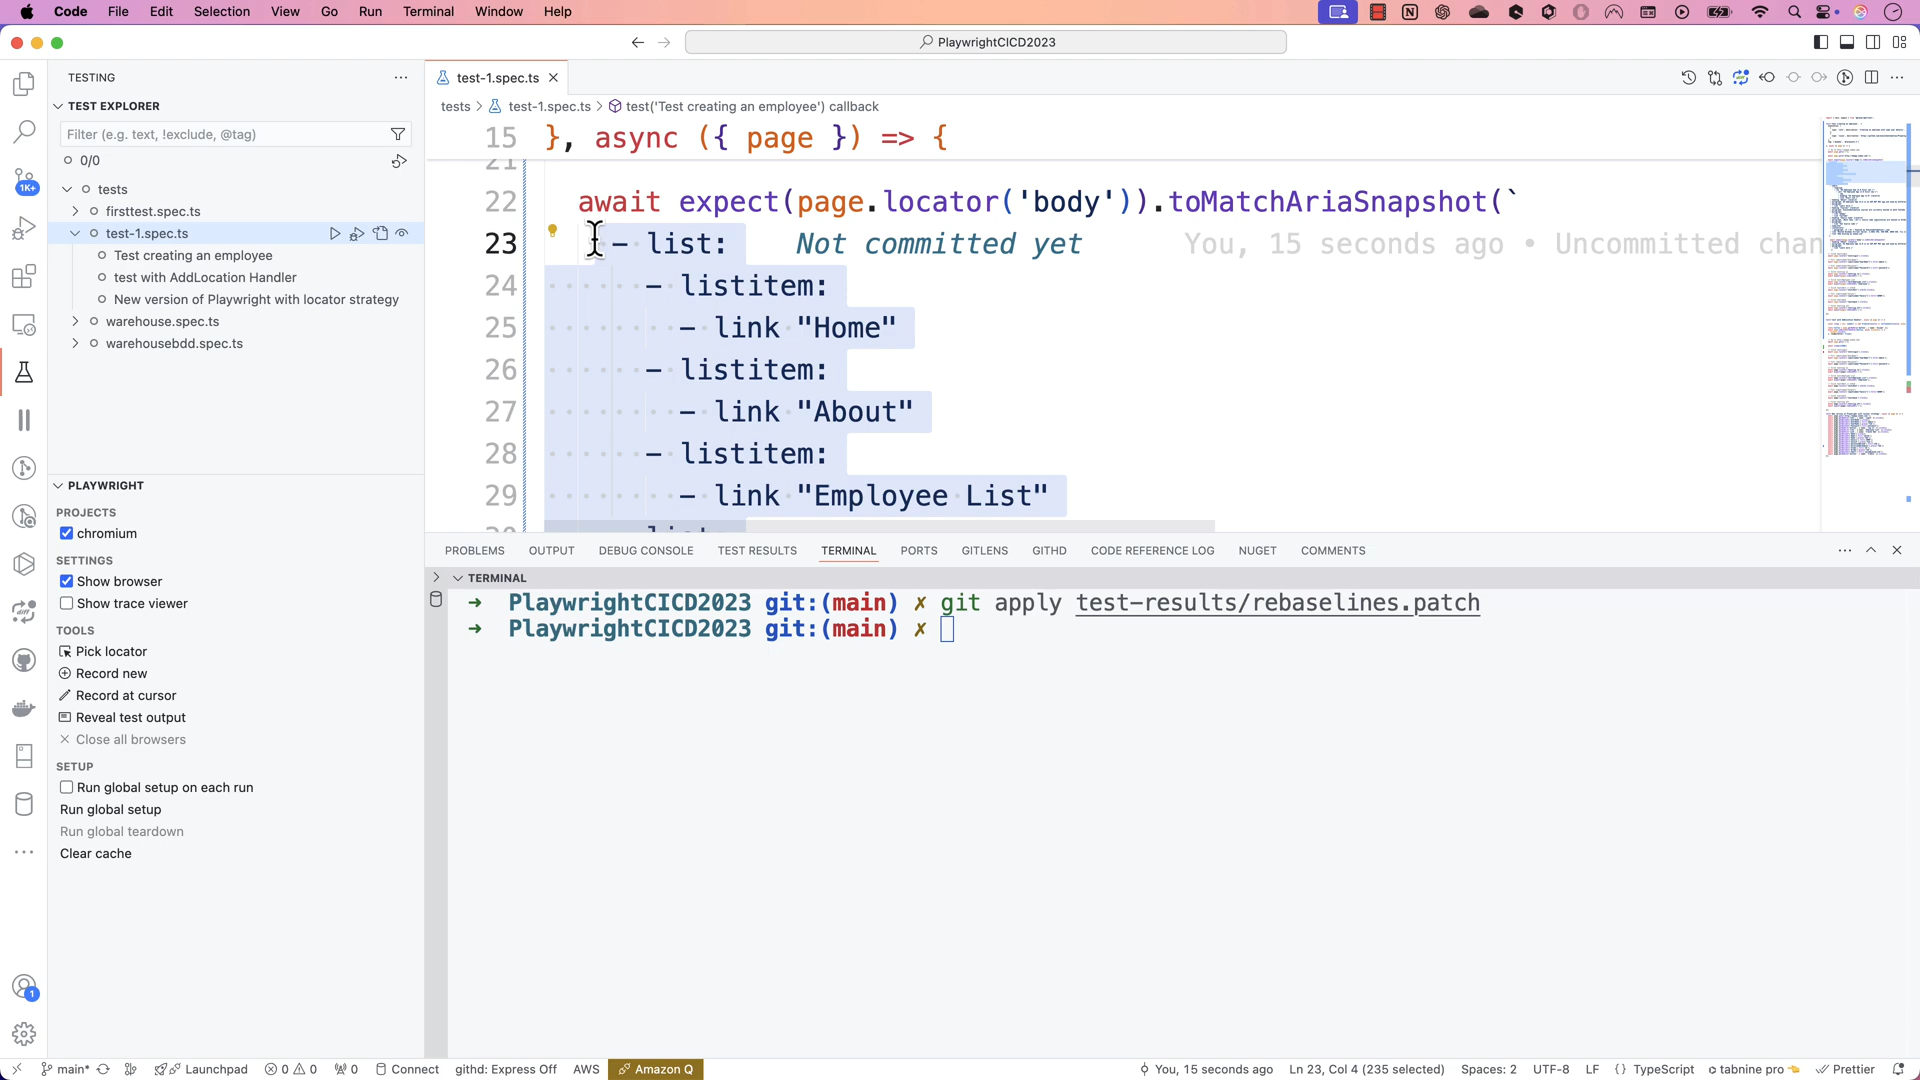 Code File Edit Selection View Go Run Terminal Window Help
PlaywrightCICD2023
TESTING
TEST EXPLORER
Filter (e.g. text, !exclude, @tag)
0/0
tests
firsttest.spec.ts
test-1.spec.ts
Test creating an employee
test with AddLocation Handler
New version of Playwright with locator strategy
warehouse.spec.ts
warehousebdd.spec.ts
1K+
PLAYWRIGHT
PROJECTS
chromium
SETTINGS
Show browser
Show trace viewer
TOOLS
Pick locator
Record new
Record at cursor
Reveal test output
Close all browsers
SETUP
Run global setup on each run
Run global setup
Run global teardown
Clear cache
1
test-1.spec.ts
tests > test-1.spec.ts > test('Test creating an employee') callback
15 }, async ({ page }) => {
21
22 await expect(page.locator('body')).toMatchAriaSnapshot(`
23 - list: Not committed yet You, 15 seconds ago • Uncommitted chan
24 - listitem:
25 - link "Home"
26 - listitem:
27 - link "About"
28 - listitem:
29 - link "Employee List"
PROBLEMS OUTPUT DEBUG CONSOLE TEST RESULTS TERMINAL PORTS GITLENS GITHD CODE REFERENCE LOG NUGET COMMENTS
TERMINAL
→ PlaywrightCICD2023 git:(main) ✗ git apply test-results/rebaselines.patch
→ PlaywrightCICD2023 git:(main) ✗
main* Launchpad 0 0 0 Connect githd: Express Off AWS Amazon Q You, 15 seconds ago Ln 23, Col 4 (235 selected) Spaces: 2 UTF-8 LF {} TypeScript tabnine pro Prettier